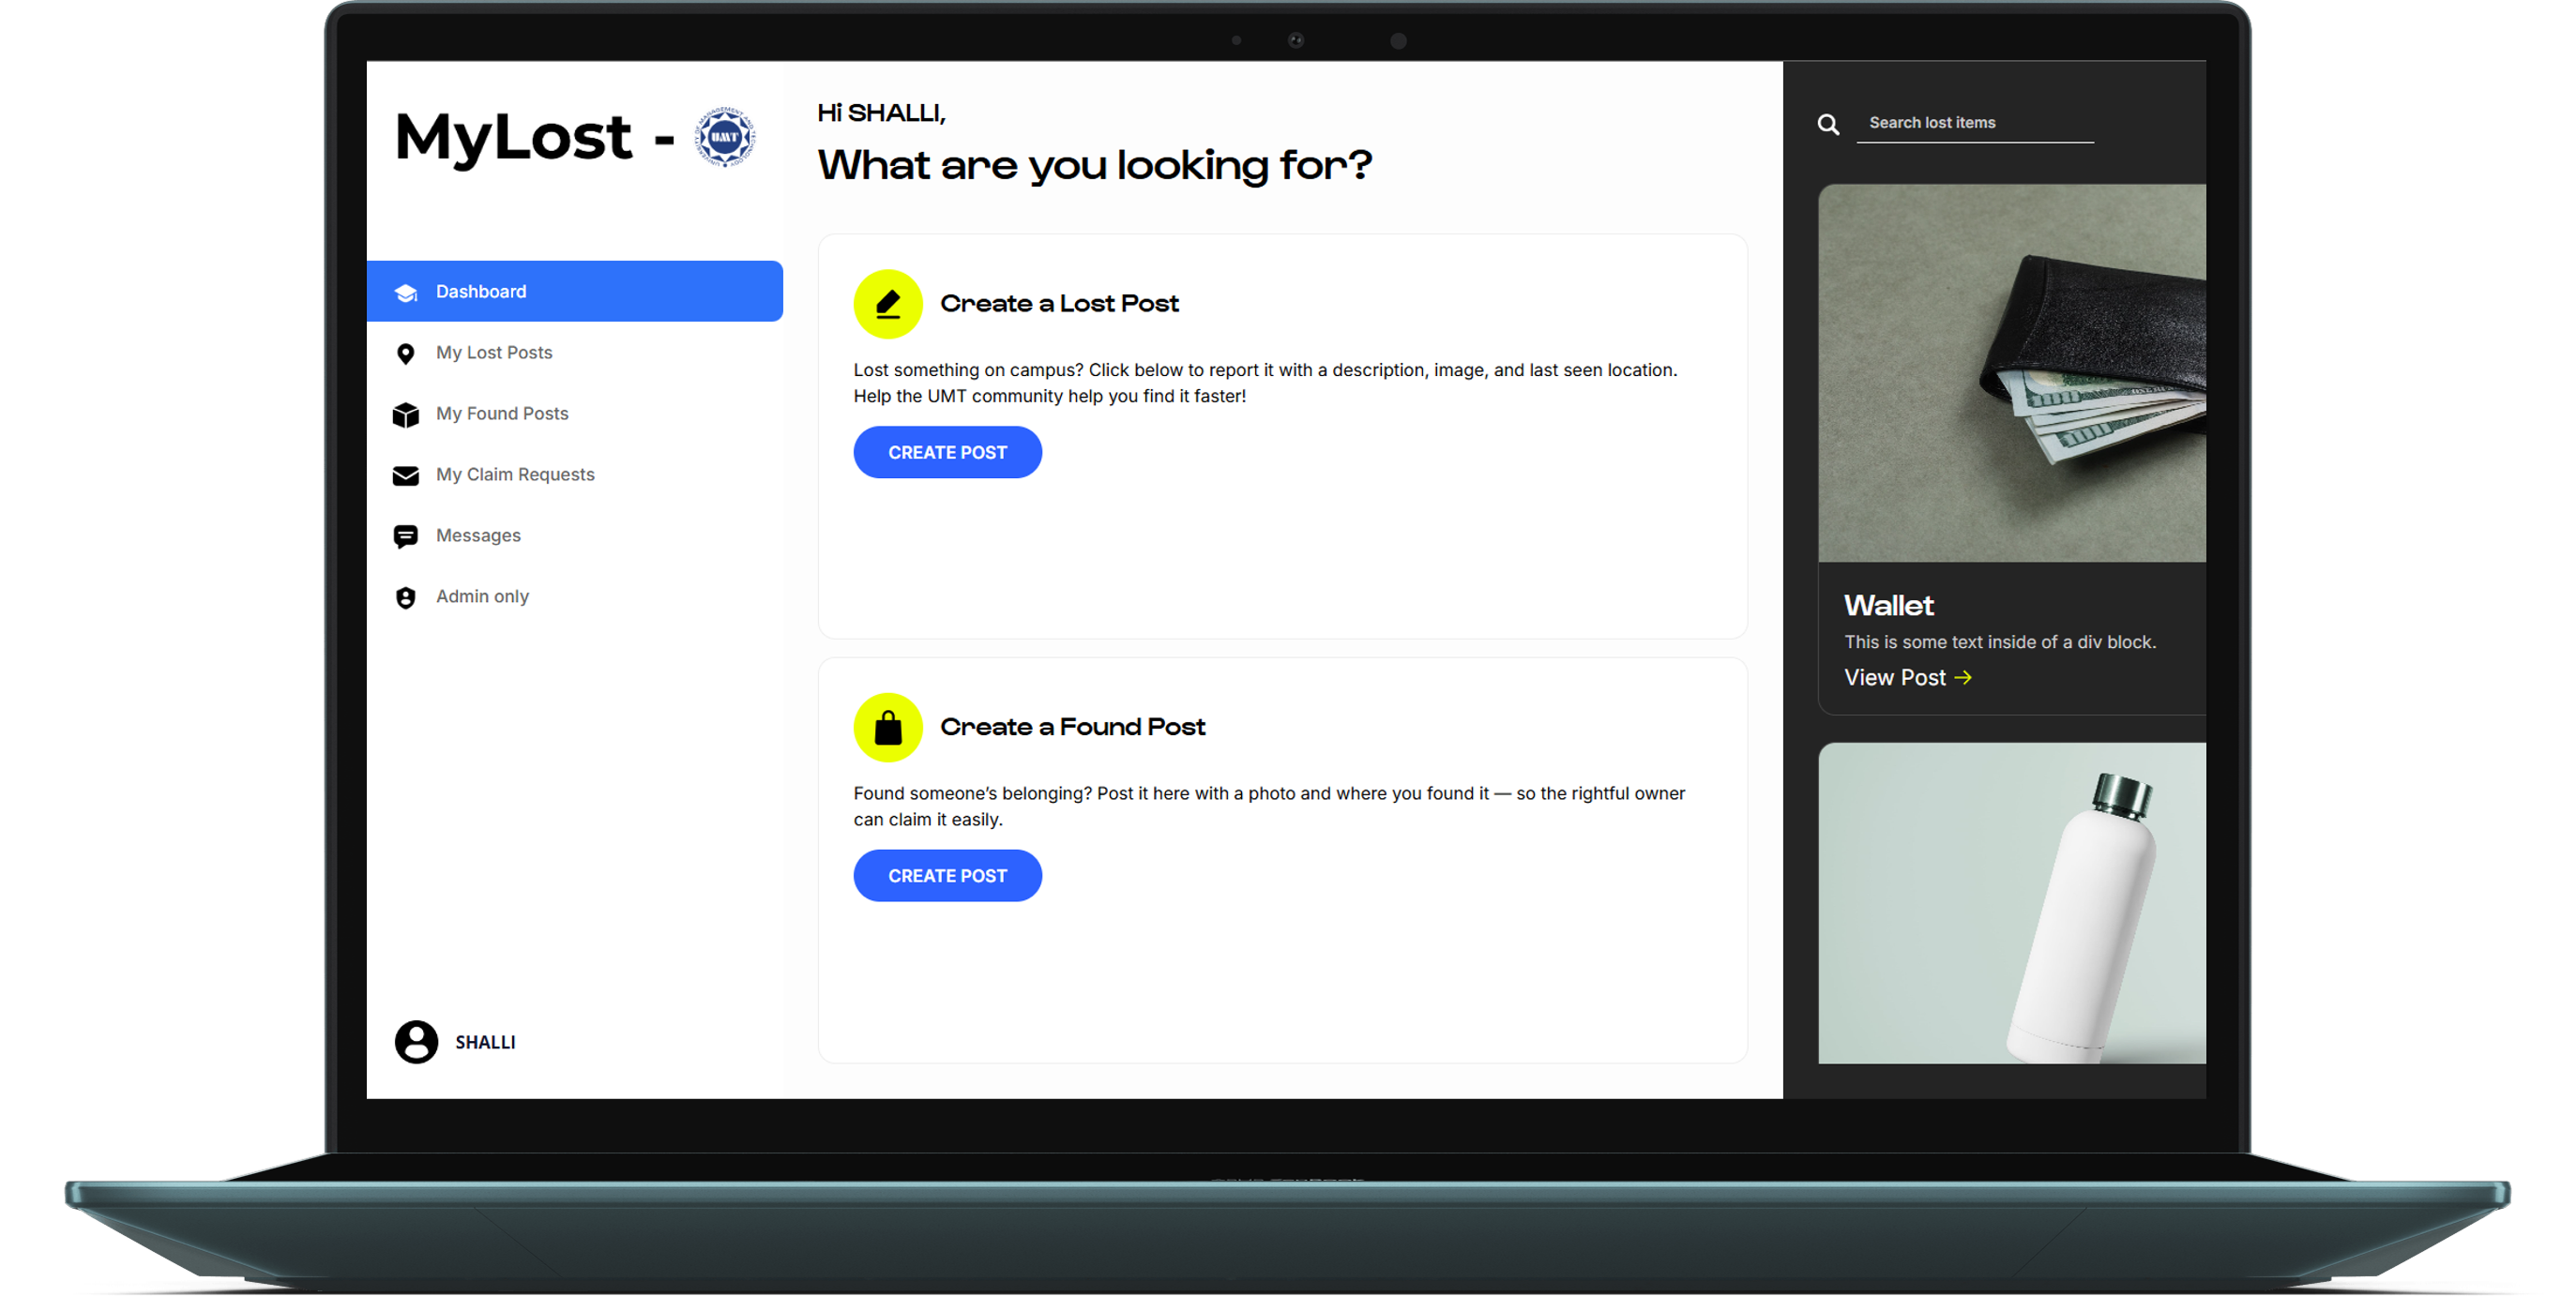 MyLost - UMT
Dashboard
My Lost Posts
My Found Posts
My Claim Requests
Messages
Admin only
SHALLI
Hi SHALLI,
What are you looking for?
Create a Lost Post
Lost something on campus? Click below to report it with a description, image, and last seen location.
Help the UMT community help you find it faster!
CREATE POST
Create a Found Post
Found someone’s belonging? Post it here with a photo and where you found it — so the rightful owner
can claim it easily.
CREATE POST
Search lost items
Wallet
This is some text inside of a div block.
View Post →